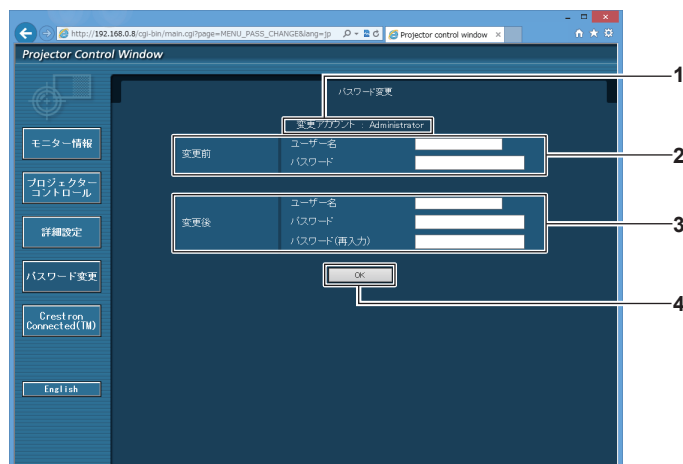 http://192.168.0.8/cgi-bin/main.cgi?page=MENU_PASS_CHANGE&lang=jp
Projector control window
Projector Control Window
パスワード変更
1
変更アカウント : Administrator
モニター情報
変更前
ユーザー名
パスワード
2
プロジェクター
コントロール
変更後
ユーザー名
パスワード
パスワード(再入力)
3
詳細設定
パスワード変更
OK
4
Crestron
Connected(TM)
English